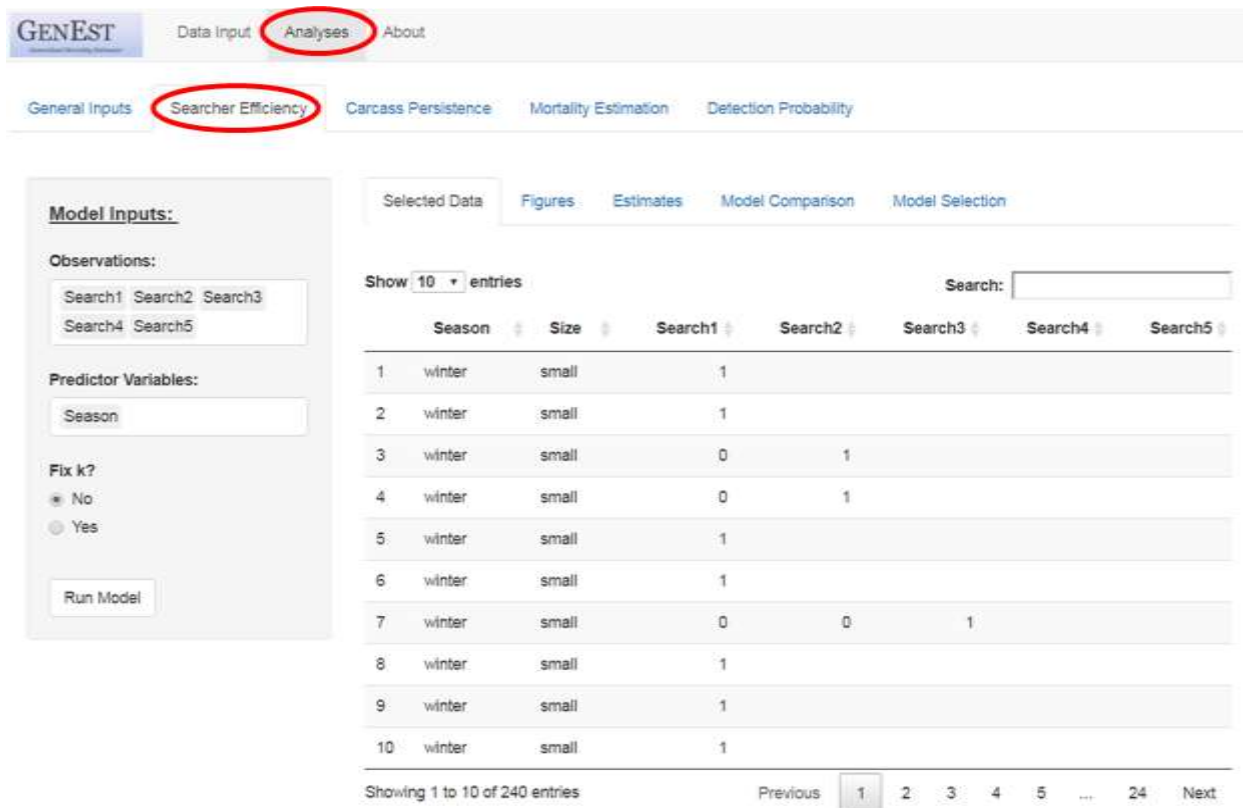 GENEST Data Input Analyses About
General Inputs Searcher Efficiency Carcass Persistence Mortality Estimation Detection Probability
Model Inputs:
Observations:
Search1 Search2 Search3
Search4 Search5
Predictor Variables:
Season
Fix k?
No
Yes
Run Model
Selected Data Figures Estimates Model Comparison Model Selection
Show 10 entries Search:
Season Size Search1 Search2 Search3 Search4 Search5
1 winter small 1
2 winter small 1
3 winter small 0 1
4 winter small 0 1
5 winter small 1
6 winter small 1
7 winter small 0 0 1
8 winter small 1
9 winter small 1
10 winter small 1
Showing 1 to 10 of 240 entries Previous 1 2 3 4 5 ... 24 Next